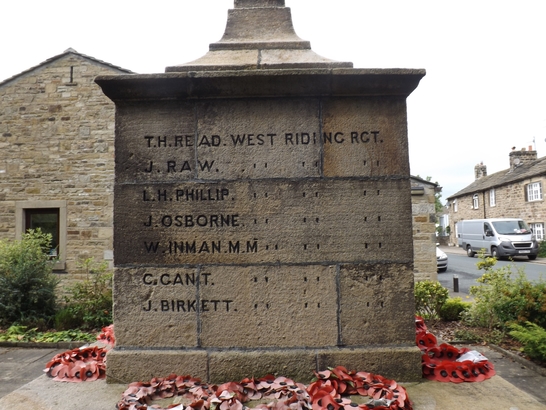 T.H. READ. WEST RIDING RGT.
J. RAW. " " " "
L.H. PHILLIP. " " " "
J. OSBORNE. " " " "
W. INMAN. M.M " " "
C. CANT. " " " "
J. BIRKETT. " " " "